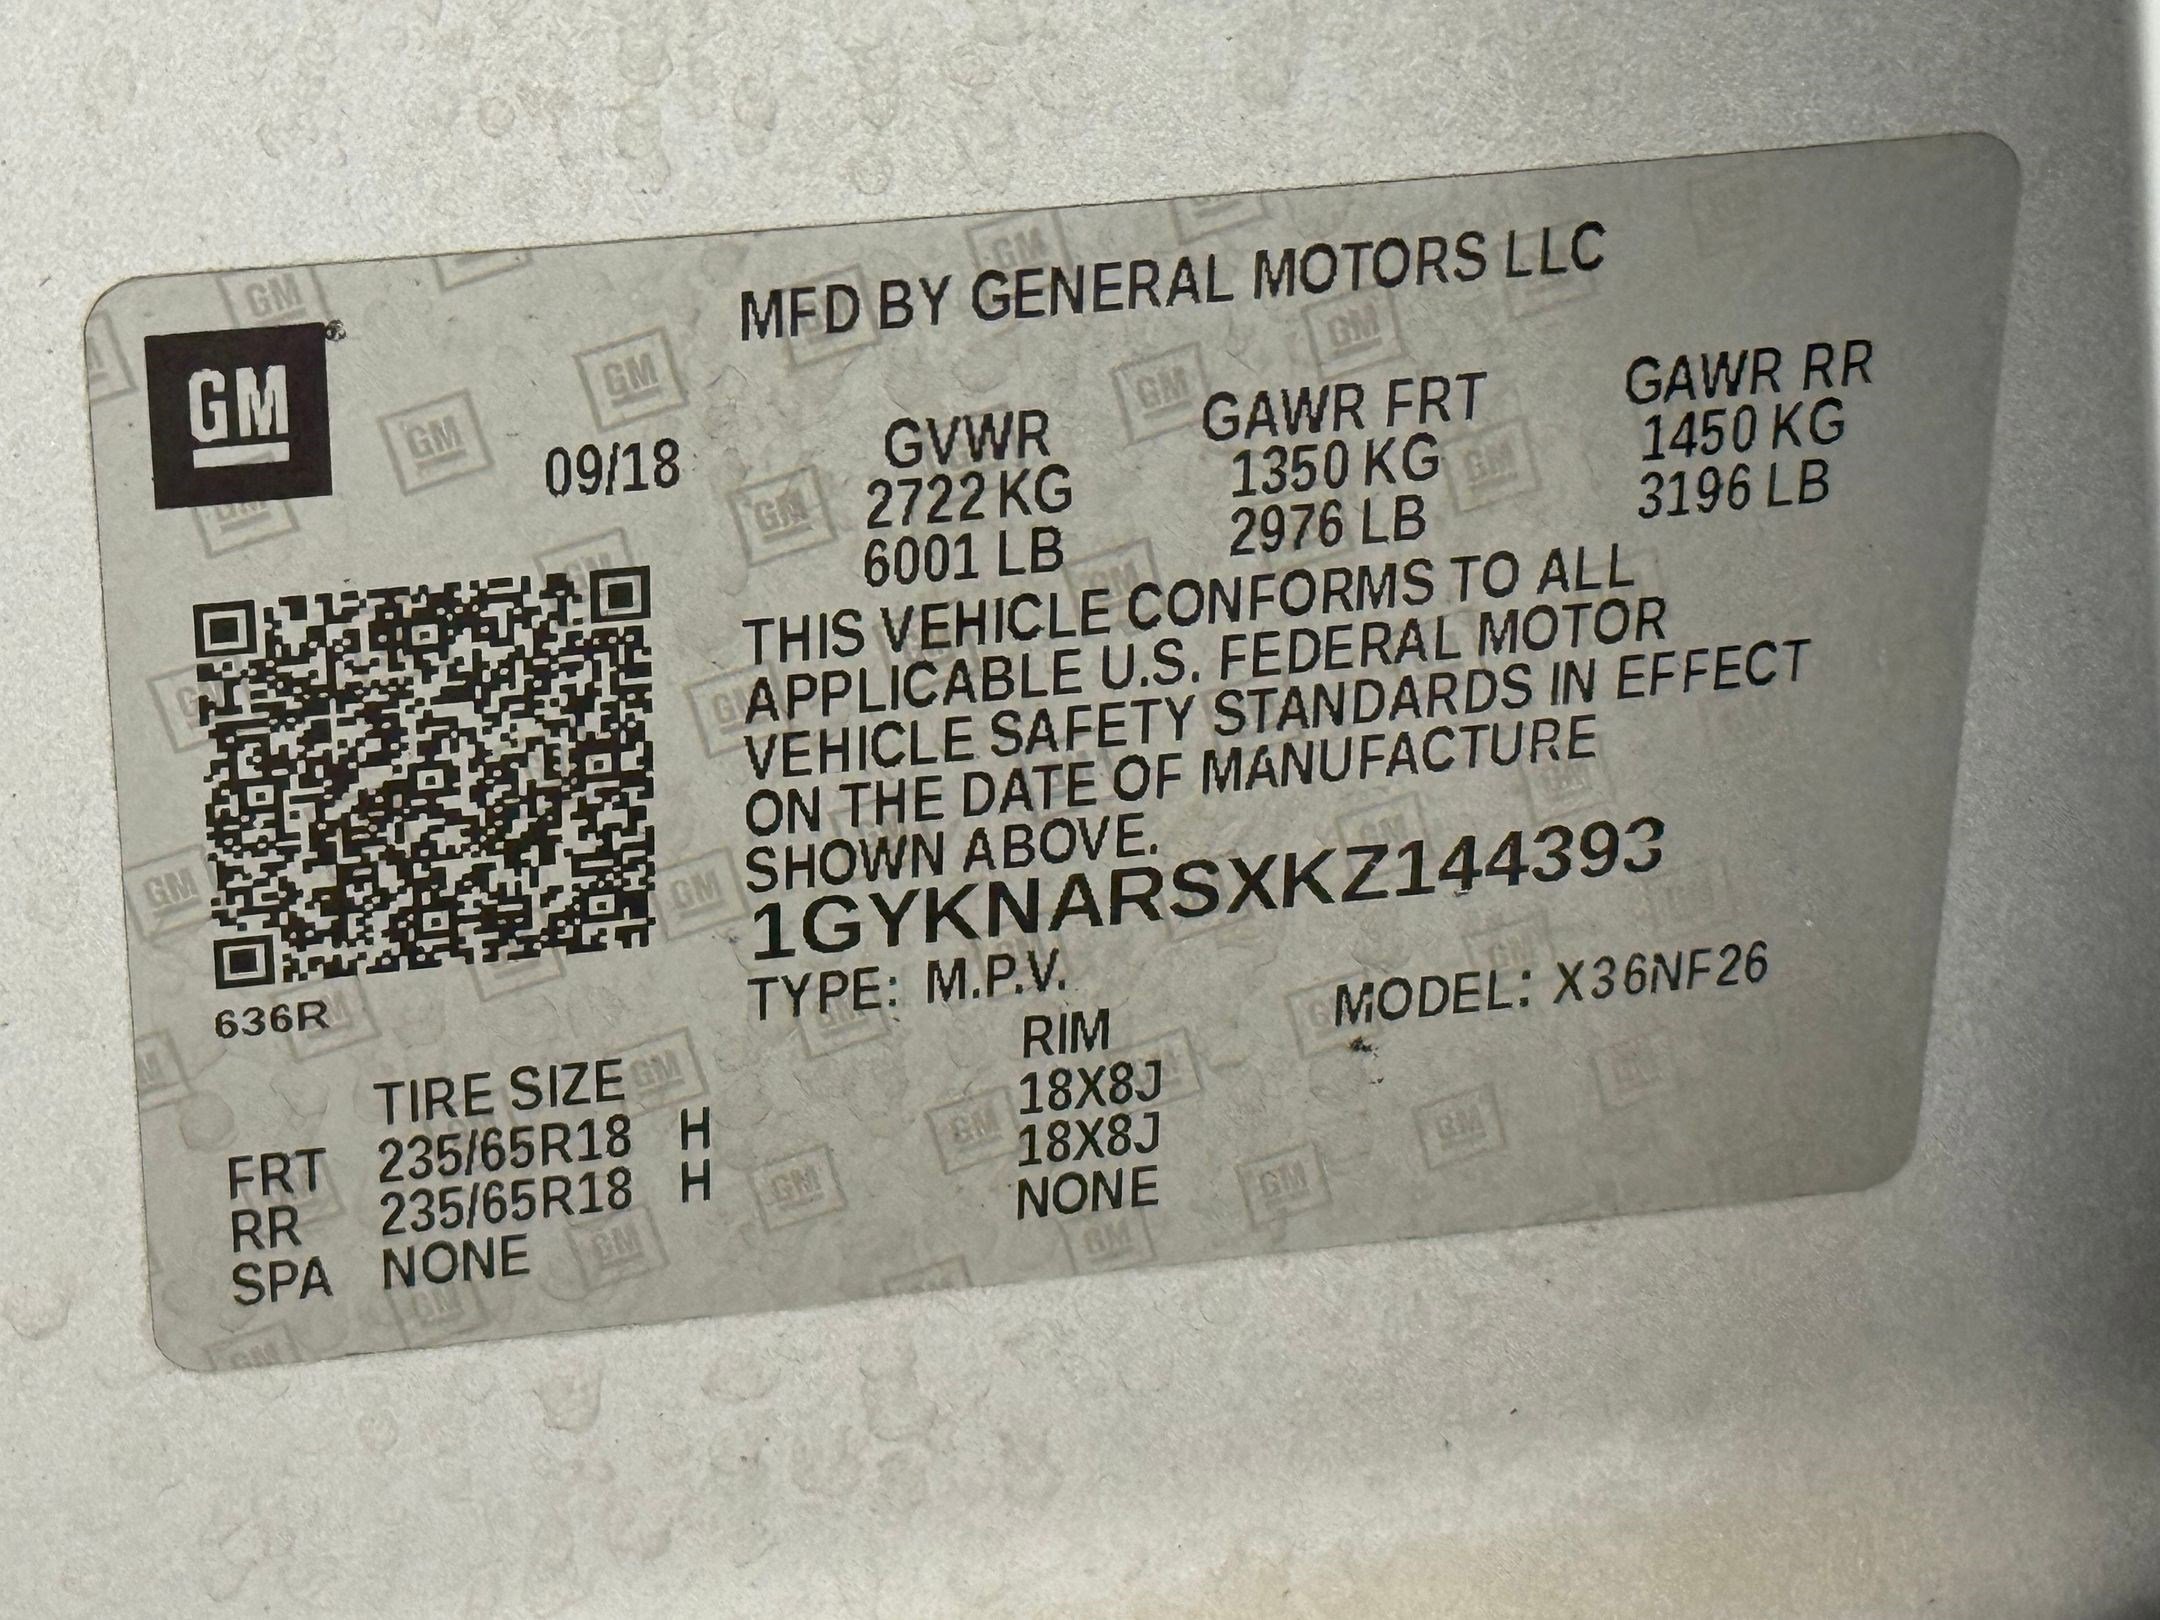 MFD BY GENERAL MOTORS LLC
GM
®
09/18
GVWR GAWR FRT GAWR RR
2722 KG 1350 KG 1450 KG
6001 LB 2976 LB 3196 LB
THIS VEHICLE CONFORMS TO ALL
APPLICABLE U.S. FEDERAL MOTOR
VEHICLE SAFETY STANDARDS IN EFFECT
ON THE DATE OF MANUFACTURE
SHOWN ABOVE.
1GYKNARSXKZ144393
TYPE: M.P.V. MODEL: X36NF26
636R
TIRE SIZE RIM
FRT 235/65R18 H 18X8J
RR 235/65R18 H 18X8J
SPA NONE NONE